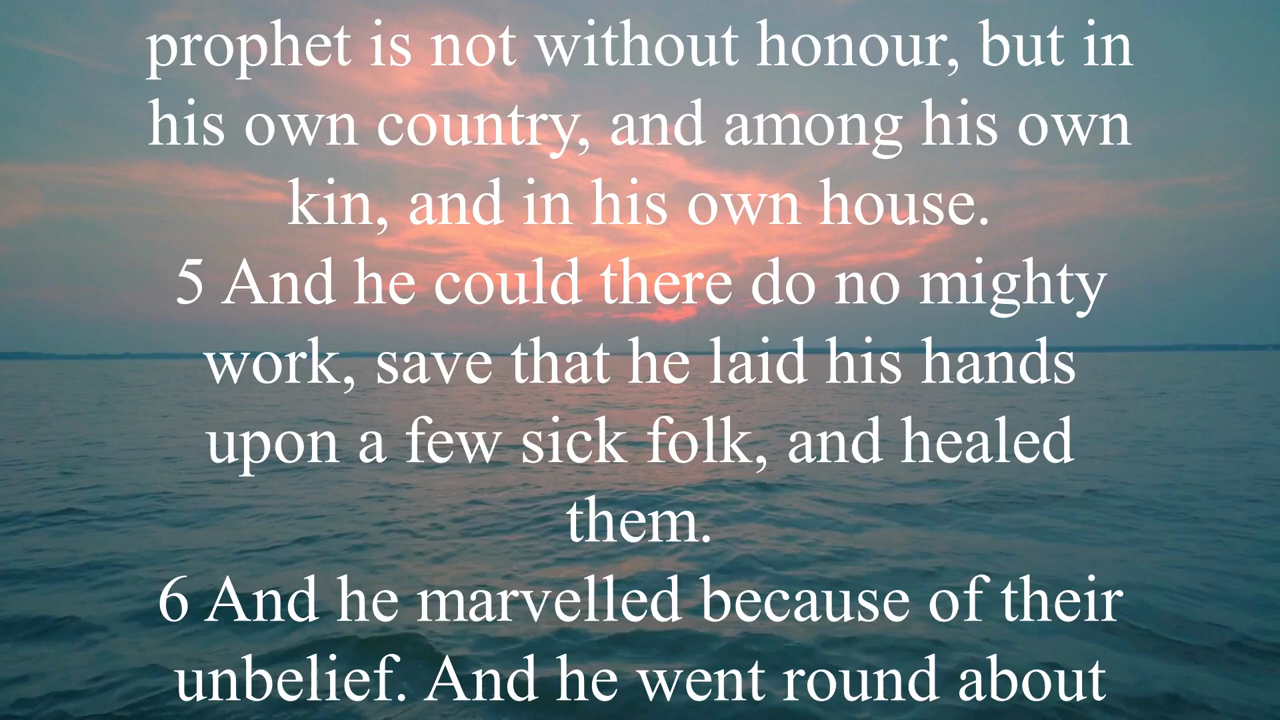 prophet is not without honour, but in
his own country, and among his own
kin, and in his own house.
5 And he could there do no mighty
work, save that he laid his hands
upon a few sick folk, and healed
them.
6 And he marvelled because of their
unbelief. And he went round about